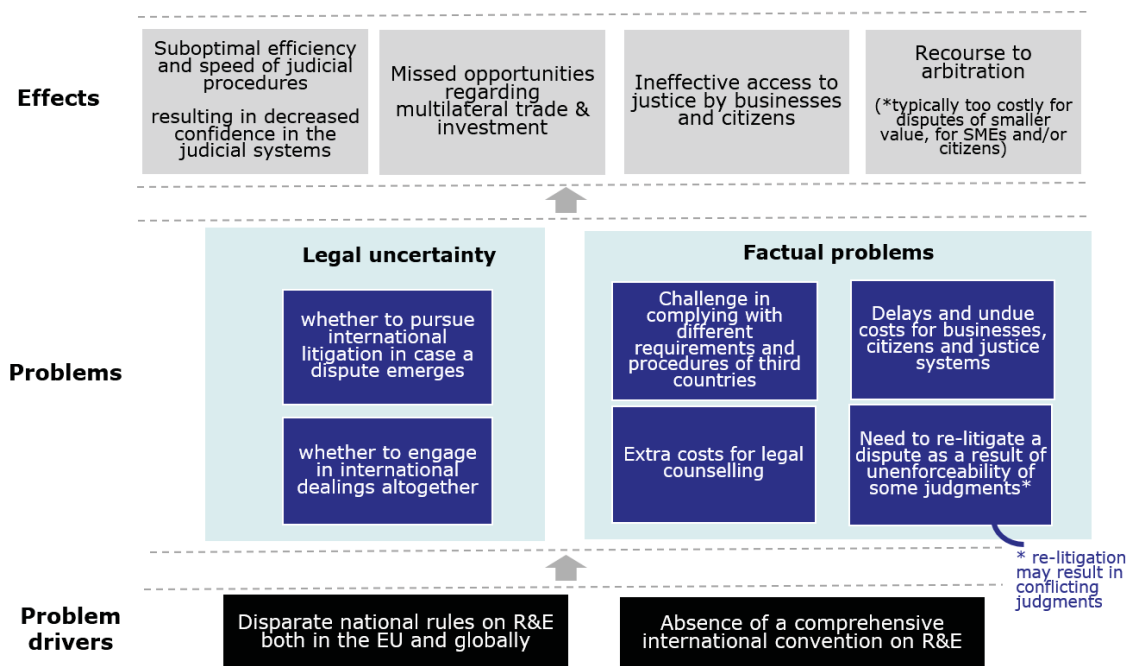 Effects
Suboptimal efficiency
and speed of judicial
procedures
resulting in decreased
confidence in the
judicial systems
Missed opportunities
regarding
multilateral trade &
investment
Ineffective access to
justice by businesses
and citizens
Recourse to
arbitration
(*typically too costly for
disputes of smaller
value, for SMEs and/or
citizens)
Problems
Legal uncertainty
whether to pursue
international
litigation in case a
dispute emerges
whether to engage
in international
dealings altogether
Factual problems
Challenge in
complying with
different
requirements and
procedures of third
countries
Delays and undue
costs for businesses,
citizens and justice
systems
Extra costs for legal
counselling
Need to re-litigate a
dispute as a result of
unenforceability of
some judgments*
* re-litigation
may result in
conflicting
judgments
Problem
drivers
Disparate national rules on R&E
both in the EU and globally
Absence of a comprehensive
international convention on R&E